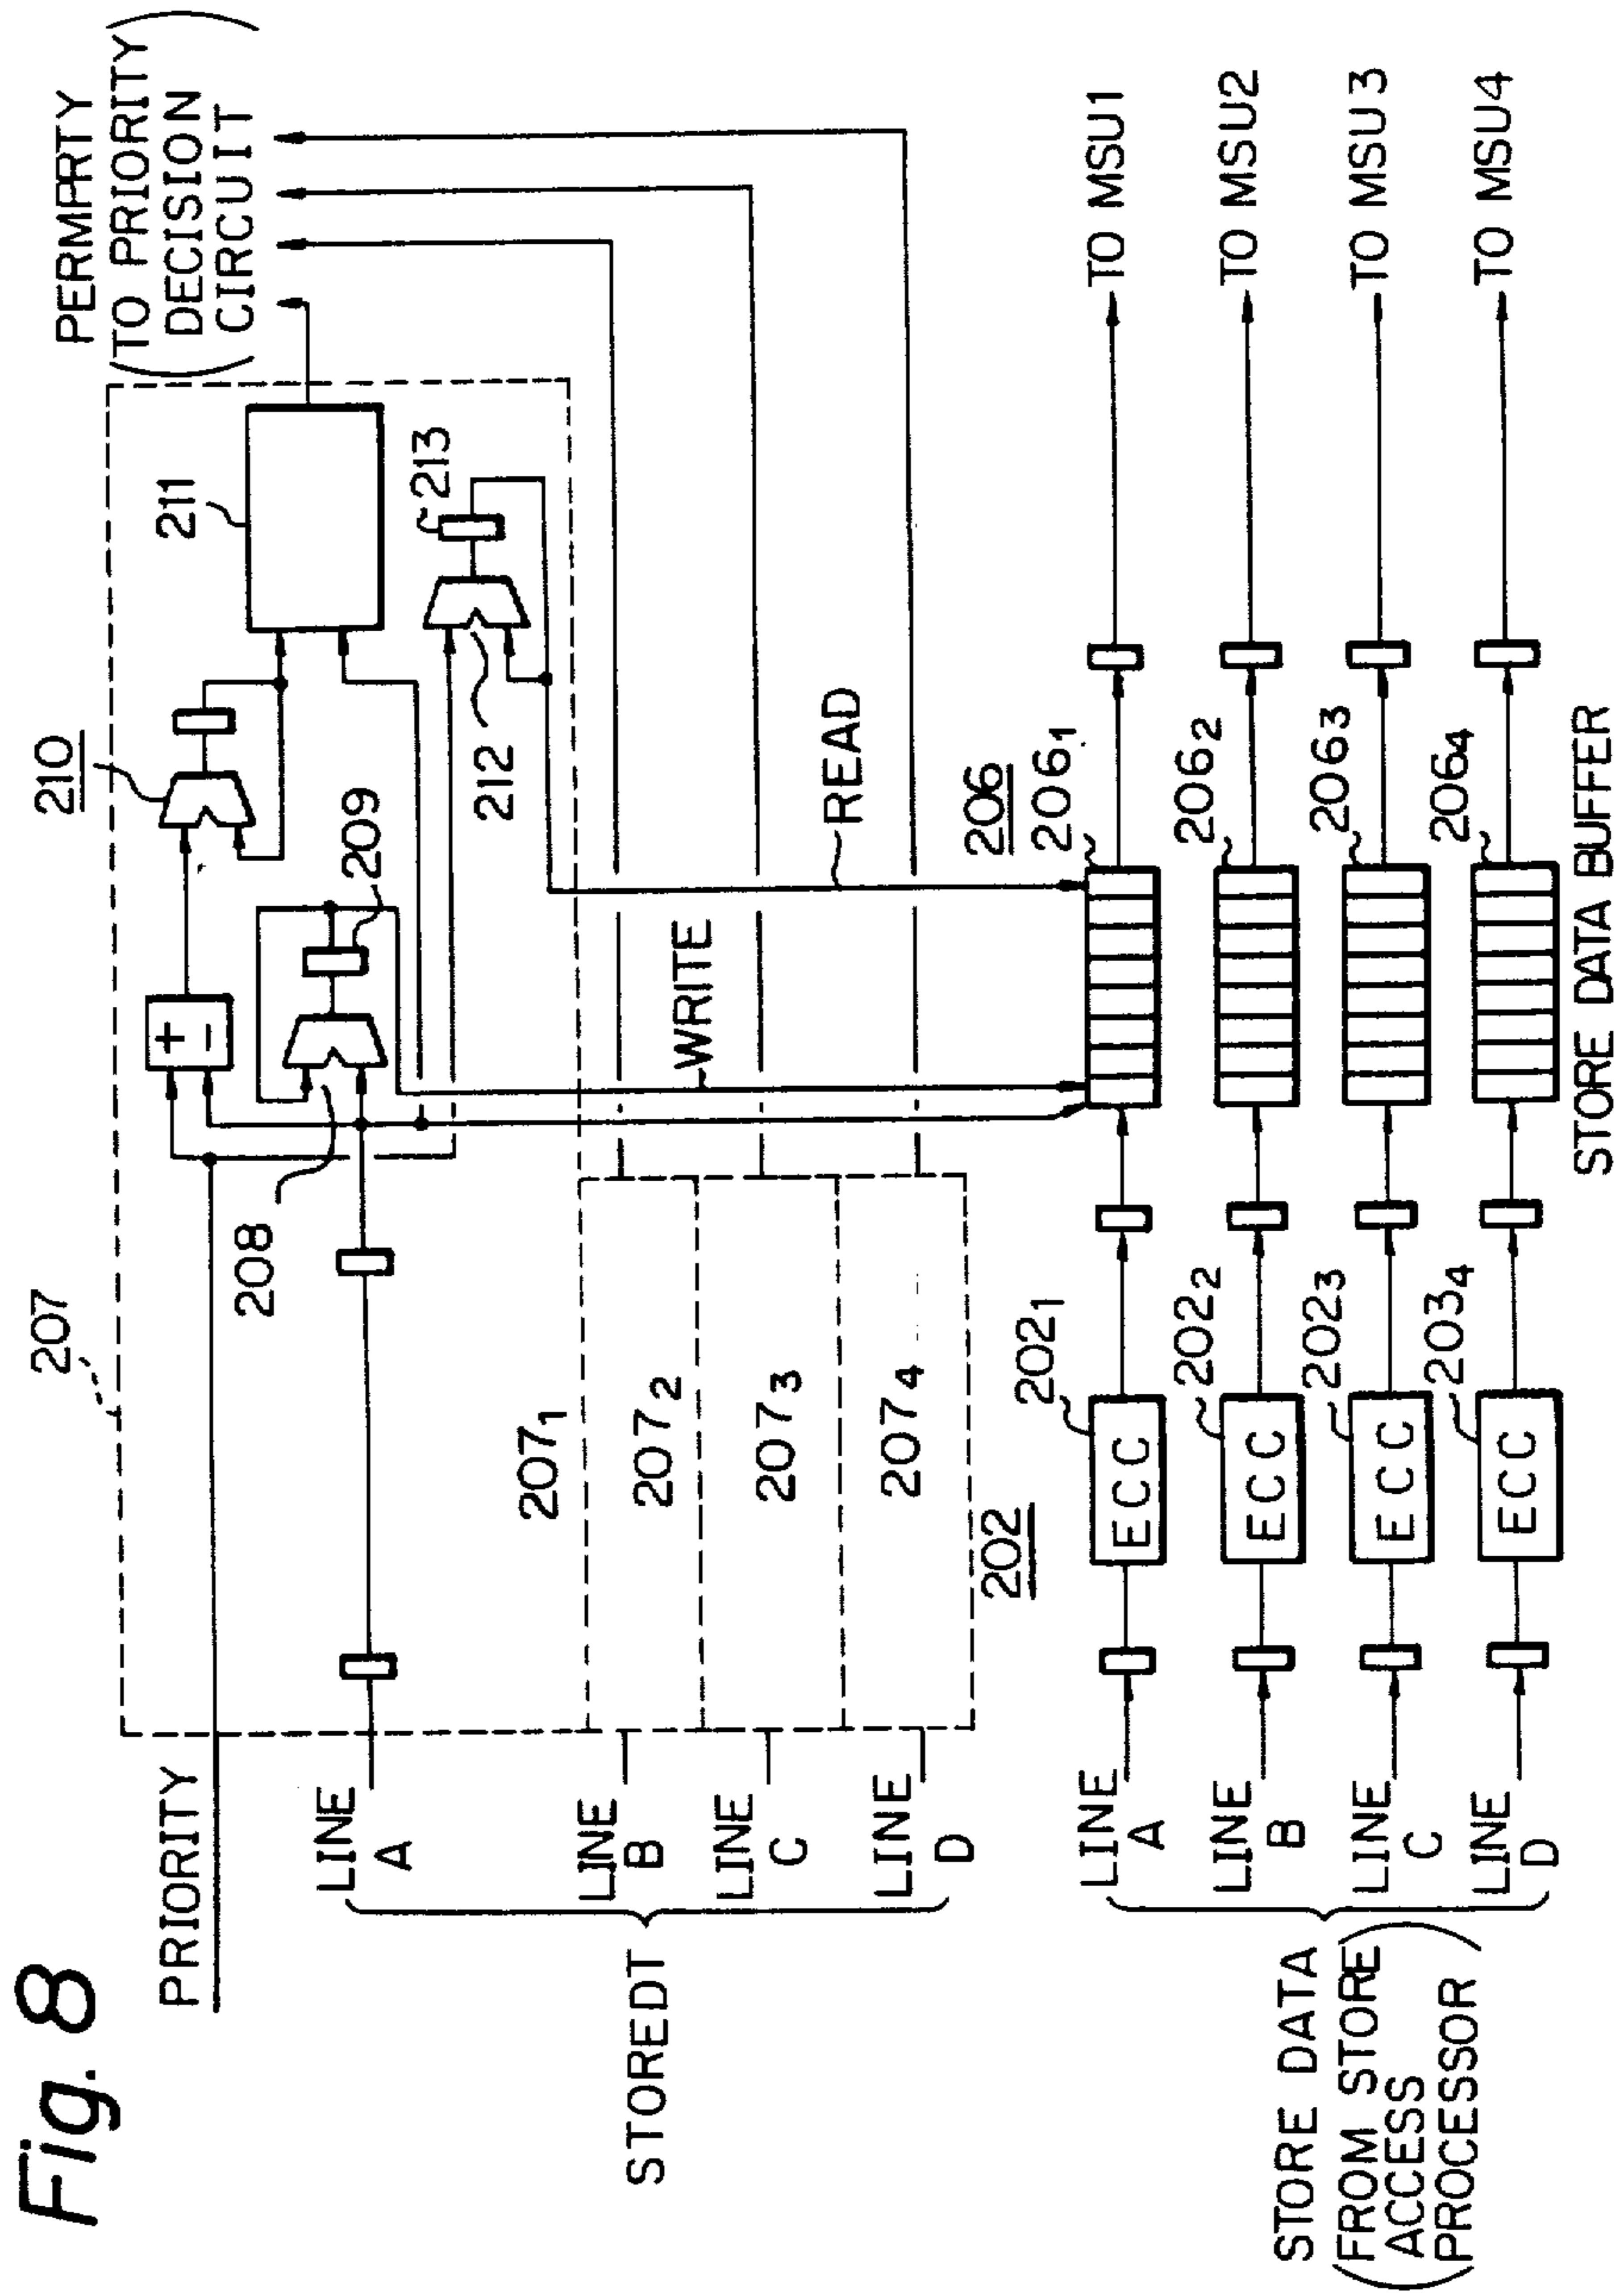 Fig. 8
PERMPRTY
(TO PRIORITY
DECISION
CIRCUIT)
PRIORITY
207
210
211
208
209
212
213
LINE
A
LINE
B
LINE
C
LINE
D
STOREDT
207₁
207₂
207₃
207₄
WRITE
READ
202
206
STORE DATA
(FROM STORE
ACCESS
PROCESSOR)
LINE
A
ECC
202₁
206₁
TO MSU1
LINE
B
ECC
202₂
206₂
TO MSU2
LINE
C
ECC
202₃
206₃
TO MSU3
LINE
D
ECC
203₄
206₄
TO MSU4
STORE DATA BUFFER
+
−